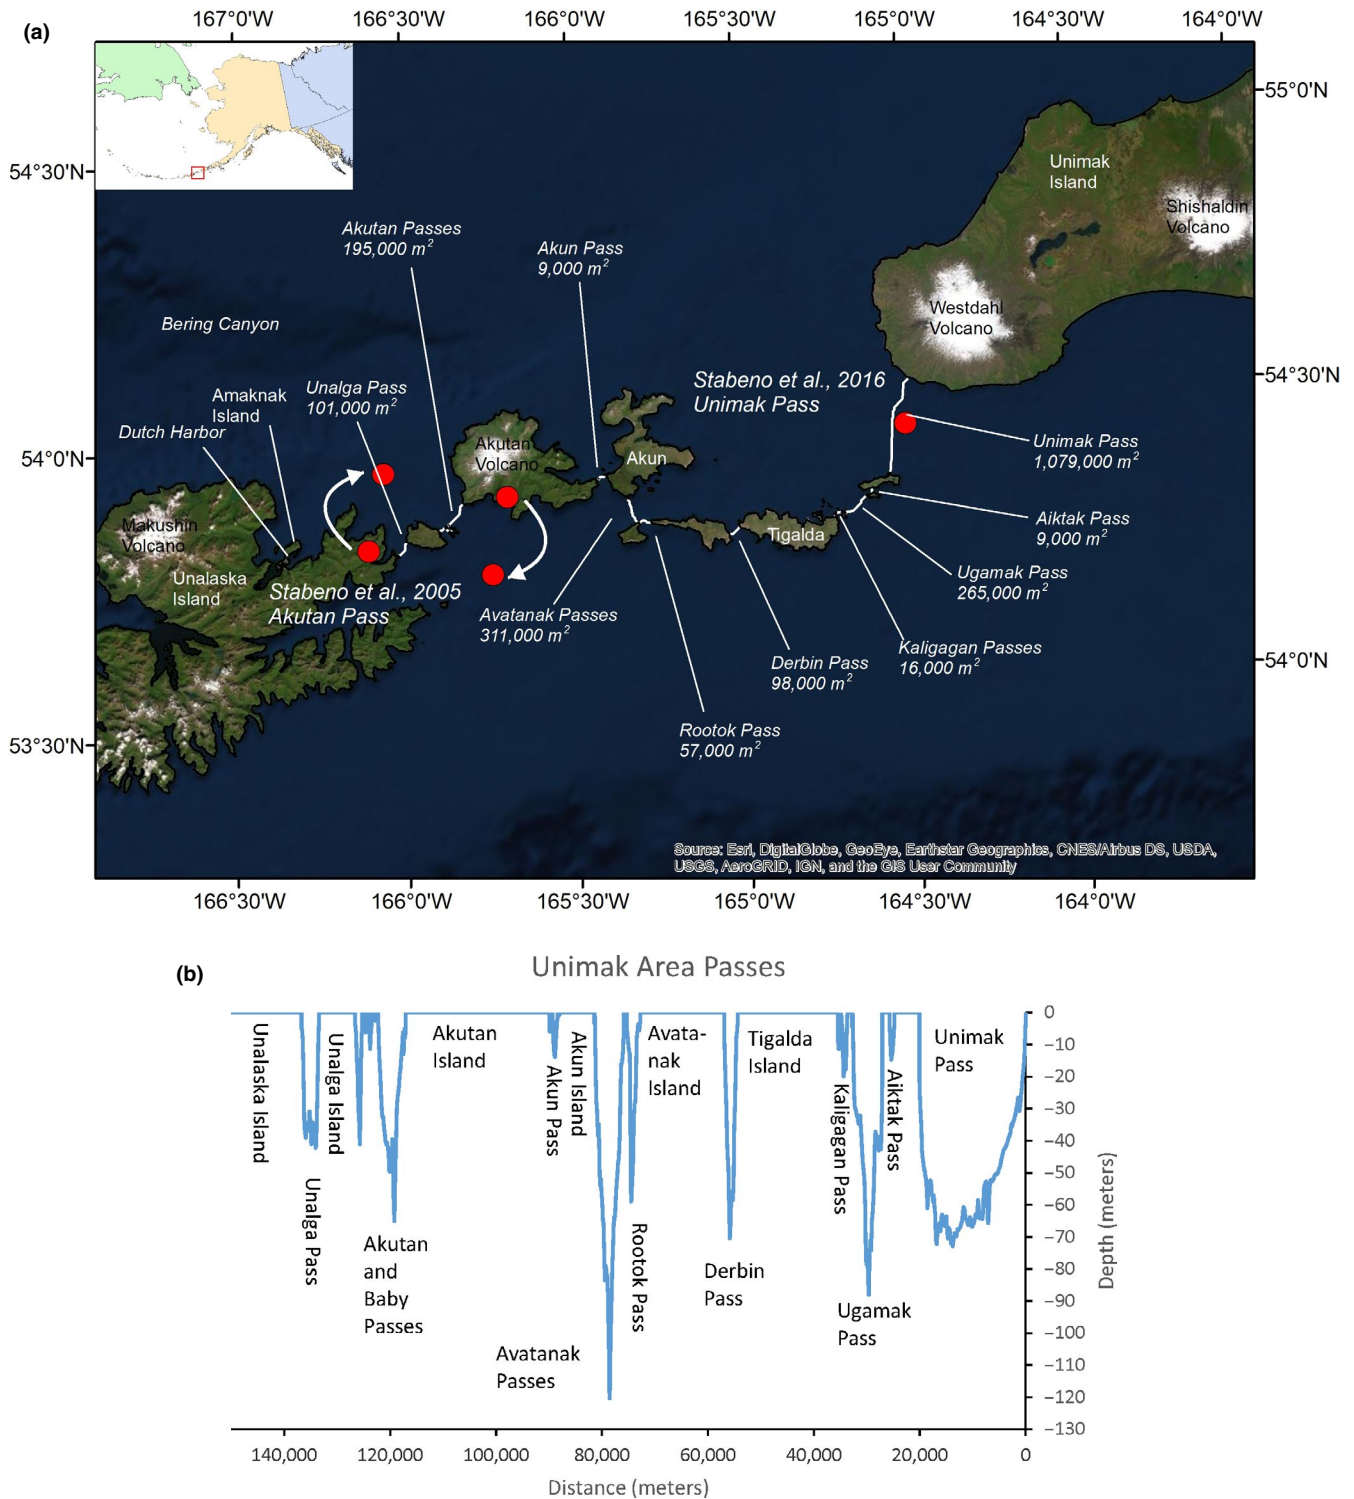 (a)
167°0'W
166°30'W
166°0'W
165°30'W
165°0'W
164°30'W
164°0'W
55°0'N
54°30'N
54°30'N
54°0'N
54°0'N
53°30'N
Unimak
Island
Shishaldin
Volcano
Westdahl
Volcano
Akutan Passes
195,000 m²
Akun Pass
9,000 m²
Bering Canyon
Unalga Pass
101,000 m²
Amaknak
Island
Dutch Harbor
Stabeno et al., 2016
Unimak Pass
Akutan
Volcano
Akun
Unimak Pass
1,079,000 m²
Makushin
Volcano
Tigalda
Aiktak Pass
9,000 m²
Unalaska
Island
Stabeno et al., 2005
Akutan Pass
Ugamak Pass
265,000 m²
Avatanak Passes
311,000 m²
Kaligagan Passes
16,000 m²
Derbin Pass
98,000 m²
Rootok Pass
57,000 m²
Source: Esri, DigitalGlobe, GeoEye, Earthstar Geographics, CNES/Airbus DS, USDA,
USGS, AeroGRID, IGN, and the GIS User Community
166°30'W
166°0'W
165°30'W
165°0'W
164°30'W
164°0'W
(b)
Unimak Area Passes
Unalaska Island
Unalga Pass
Unalga Island
Akutan
and
Baby
Passes
Akutan
Island
Akun Pass
Akun Island
Avatanak
Passes
Rootok Pass
Avata-
nak
Island
Derbin
Pass
Tigalda
Island
Kaligagan Pass
Ugamak
Pass
Aiktak Pass
Unimak
Pass
0
−10
−20
−30
−40
−50
−60
−70
−80
−90
−100
−110
−120
−130
Depth (meters)
140,000
120,000
100,000
80,000
60,000
40,000
20,000
0
Distance (meters)